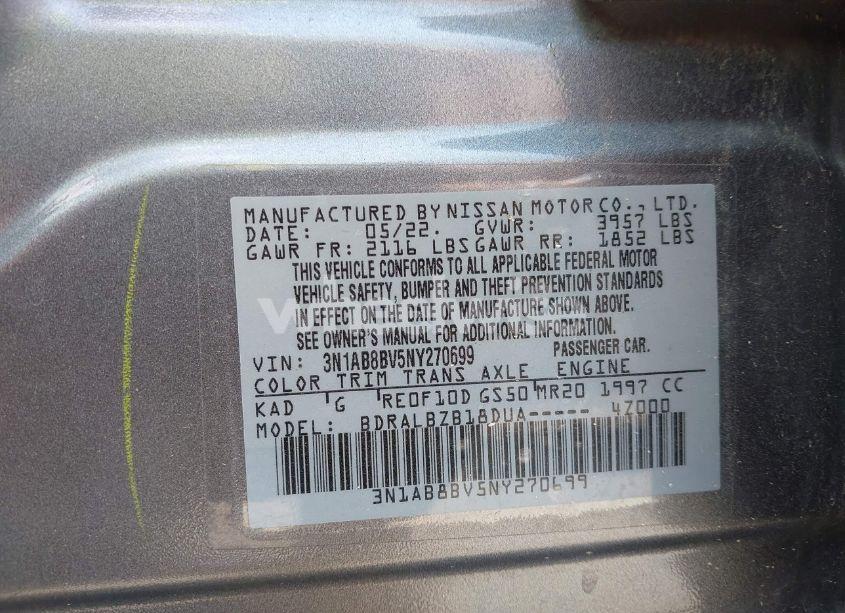 MANUFACTURED BY NISSAN MOTOR CO., LTD.
DATE: 05/22. GVWR: 3957 LBS
GAWR FR: 2116 LBS GAWR RR: 1852 LBS
THIS VEHICLE CONFORMS TO ALL APPLICABLE FEDERAL MOTOR
VEHICLE SAFETY, BUMPER AND THEFT PREVENTION STANDARDS
IN EFFECT ON THE DATE OF MANUFACTURE SHOWN ABOVE.
SEE OWNER'S MANUAL FOR ADDITIONAL INFORMATION.
VIN: 3N1AB8BV5NY270699 PASSENGER CAR.
COLOR TRIM TRANS AXLE ENGINE
KAD G RE0F10D GS50 MR20 1997 CC
MODEL: BDRALBZB18DUA----- 4Z000
3N1AB8BV5NY270699